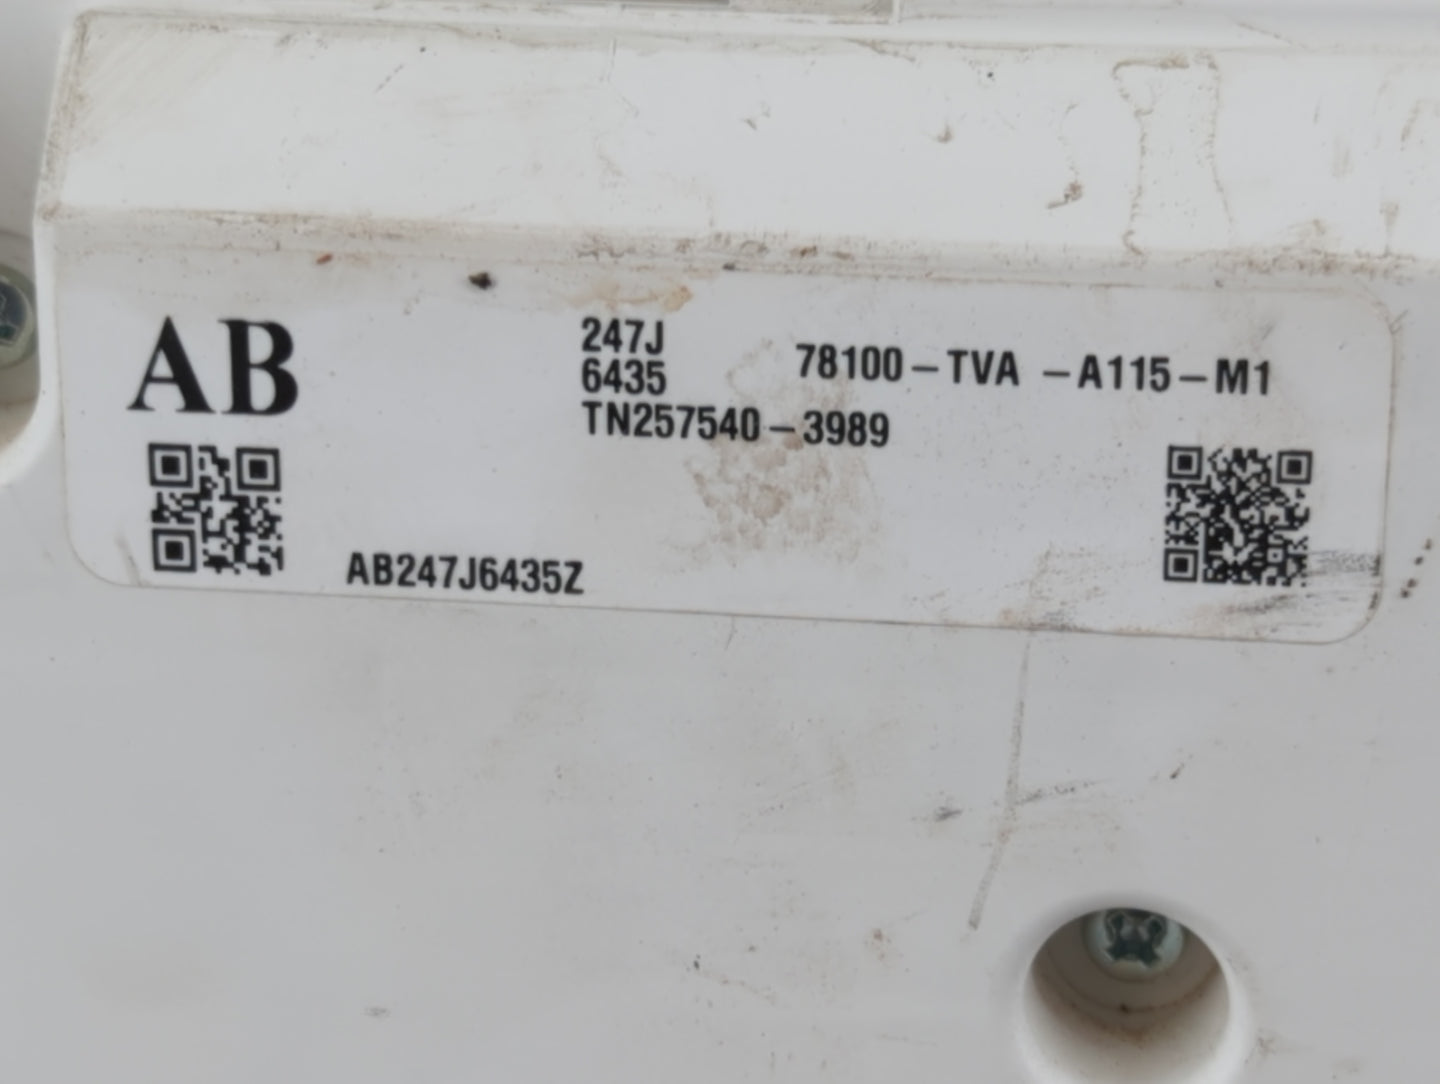 AB
247J
6435
78100-TVA -A115-M1
TN257540-3989
AB247J6435Z